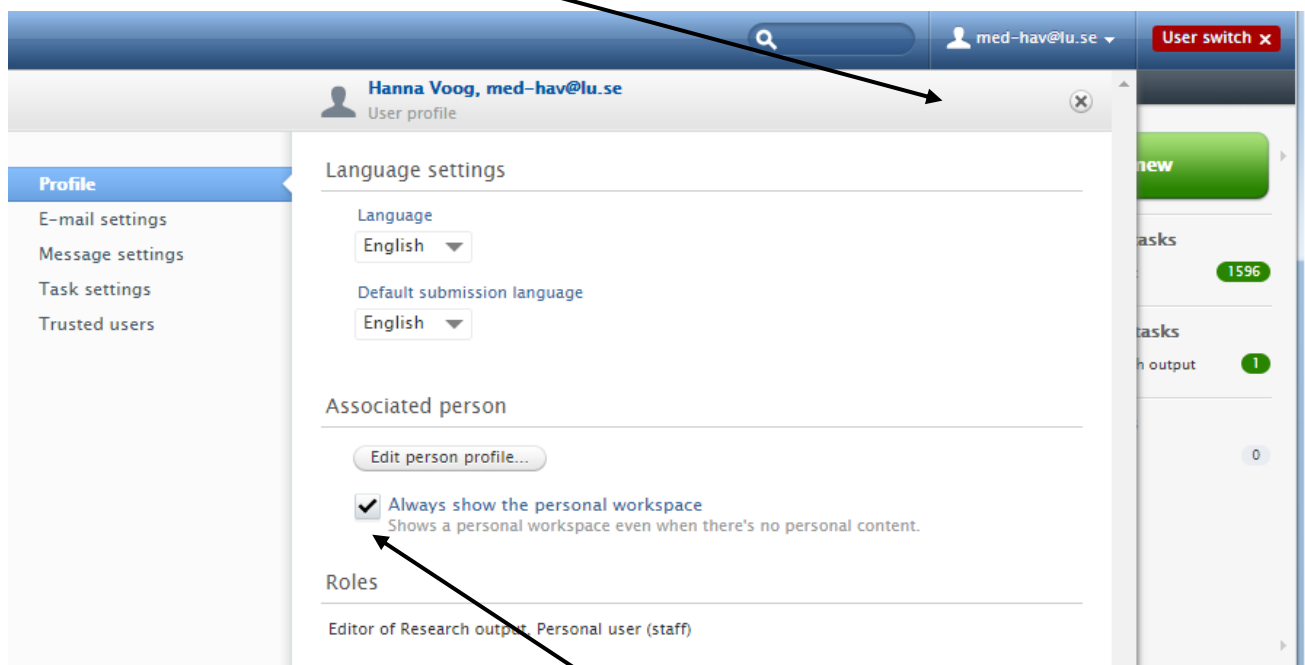 med-hav@lu.se
User switch x
Hanna Voog, med-hav@lu.se
User profile
Profile
E-mail settings
Message settings
Task settings
Trusted users
Language settings
Language
English
Default submission language
English
Associated person
Edit person profile...
Always show the personal workspace
Shows a personal workspace even when there's no personal content.
Roles
Editor of Research output, Personal user (staff)
new
asks
1596
tasks
h output 1
0